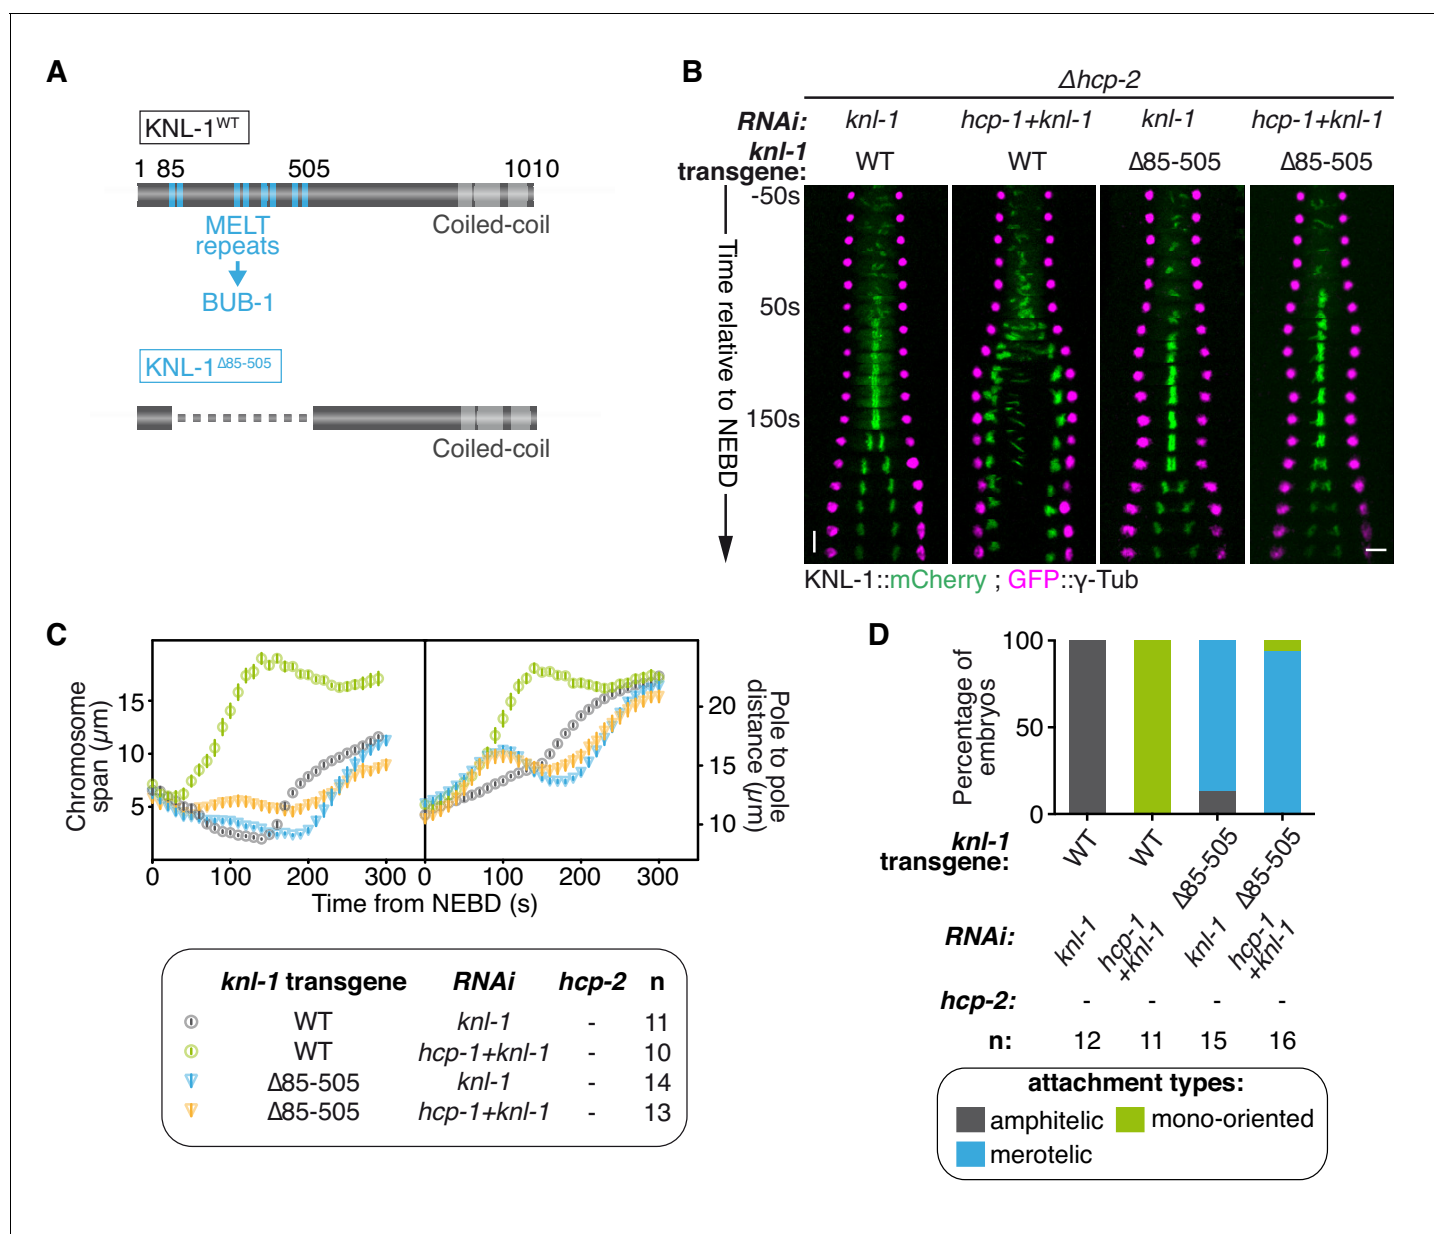 A
KNL-1WT
1 85 505 1010
MELT
repeats
Coiled-coil
BUB-1
KNL-1Δ85-505
Coiled-coil
B
Δhcp-2
RNAi: knl-1 hcp-1+knl-1 knl-1 hcp-1+knl-1
knl-1
transgene: WT WT Δ85-505 Δ85-505
-50s
50s
150s
Time relative to NEBD
KNL-1::mCherry ; GFP::γ-Tub
C
Chromosome
span (µm)
15
10
5
0 100 200 300 0 100 200 300
Time from NEBD (s)
20
15
10
Pole to pole
distance (µm)
knl-1 transgene RNAi hcp-2 n
WT knl-1 - 11
WT hcp-1+knl-1 - 10
Δ85-505 knl-1 - 14
Δ85-505 hcp-1+knl-1 - 13
D
Percentage of
embryos
100
50
0
knl-1
transgene: WT WT Δ85-505 Δ85-505
RNAi: knl-1 hcp-1 +knl-1 knl-1 hcp-1 +knl-1
hcp-2: - - - -
n: 12 11 15 16
attachment types:
amphitelic mono-oriented
merotelic